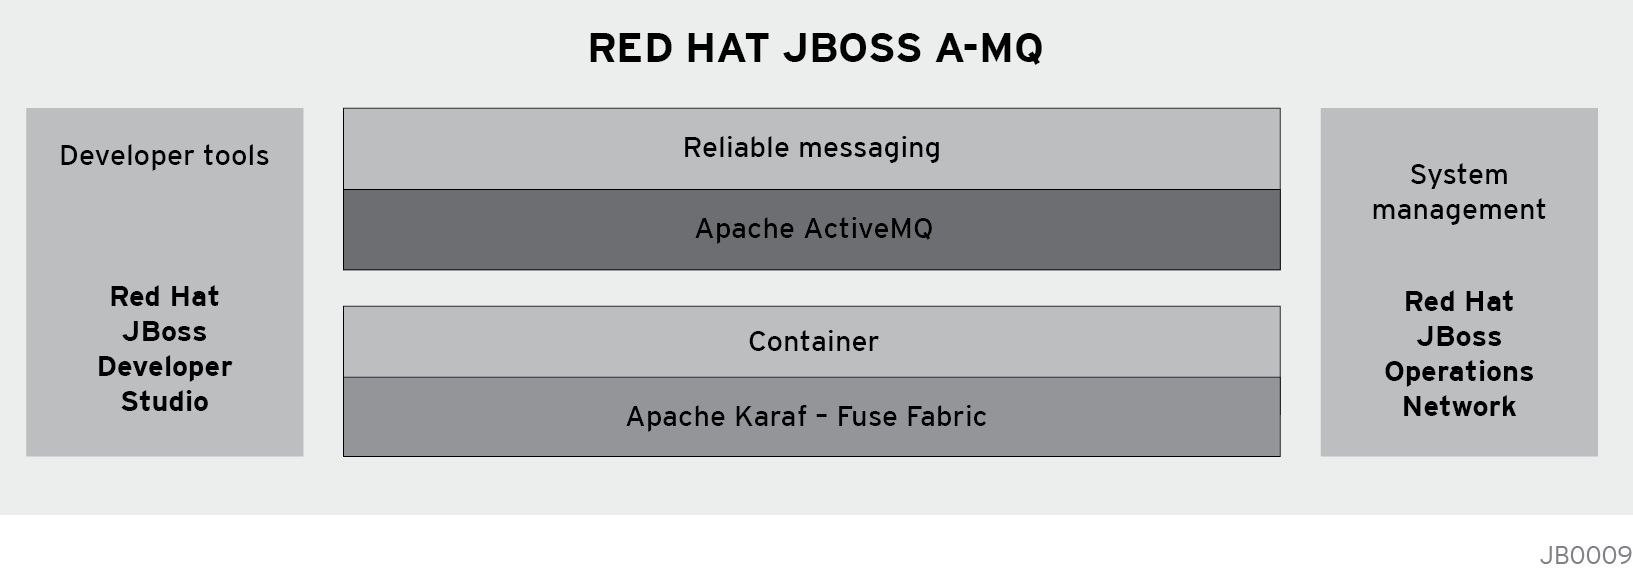 RED HAT JBOSS A-MQ
Developer tools
Red Hat
JBoss
Developer
Studio
Reliable messaging
Apache ActiveMQ
Container
Apache Karaf – Fuse Fabric
System
management
Red Hat
JBoss
Operations
Network
JB0009